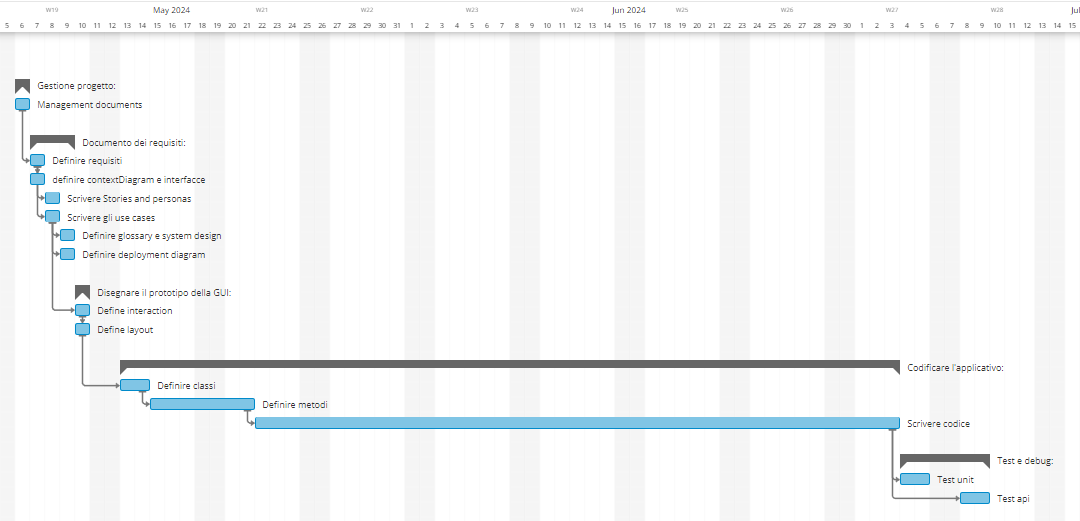 W19 May 2024 W21 W22 W23 W24 Jun 2024 W25 W26 W27 W28 Jul
5 6 7 8 9 10 11 12 13 14 15 16 17 18 19 20 21 22 23 24 25 26 27 28 29 30 31 1 2 3 4 5 6 7 8 9 10 11 12 13 14 15 16 17 18 19 20 21 22 23 24 25 26 27 28 29 30 1 2 3 4 5 6 7 8 9 10 11 12 13 14 15
Gestione progetto:
Management documents
Documento dei requisiti:
Definire requisiti
definire contextDiagram e interfacce
Scrivere Stories and personas
Scrivere gli use cases
Definire glossary e system design
Definire deployment diagram
Disegnare il prototipo della GUI:
Define interaction
Define layout
Codificare l'applicativo:
Definire classi
Definire metodi
Scrivere codice
Test e debug:
Test unit
Test api